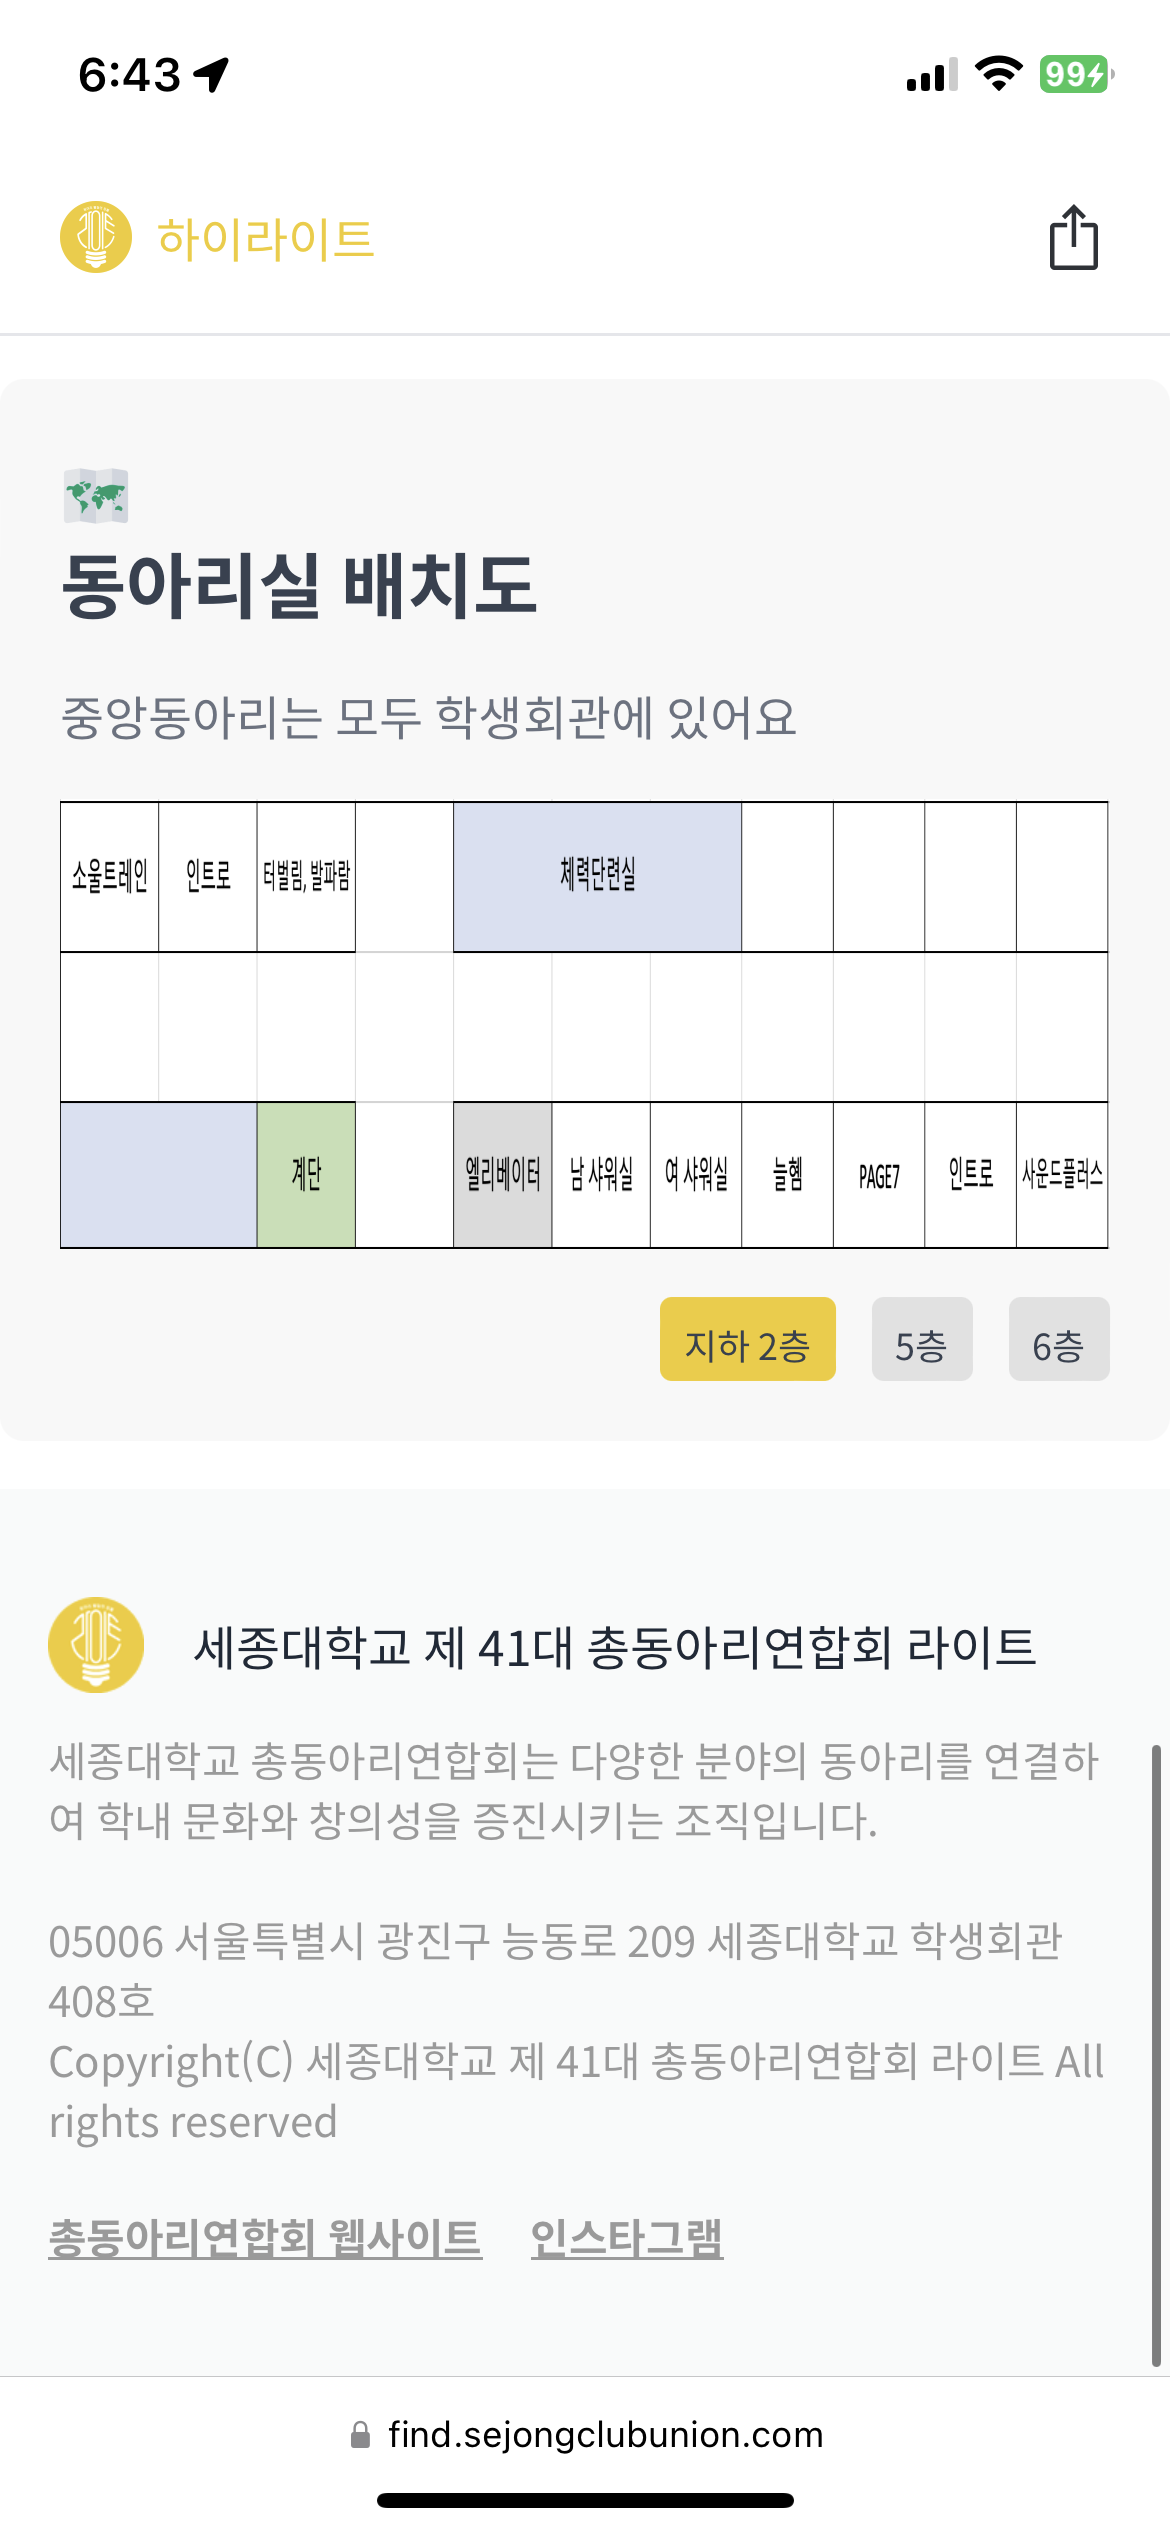 6:43
99
하이라이트
동아리실 배치도
중앙동아리는 모두 학생회관에 있어요
소울트레인 인트로 터벌림, 발파람 체력단련실
계단 엘리베이터 남 샤워실 여 샤워실 늘혬 PAGE7 인트로 사운드플러스
지하 2층 5층 6층
세종대학교 제 41대 총동아리연합회 라이트
세종대학교 총동아리연합회는 다양한 분야의 동아리를 연결하
여 학내 문화와 창의성을 증진시키는 조직입니다.
05006 서울특별시 광진구 능동로 209 세종대학교 학생회관
408호
Copyright(C) 세종대학교 제 41대 총동아리연합회 라이트 All
rights reserved
총동아리연합회 웹사이트 인스타그램
find.sejongclubunion.com